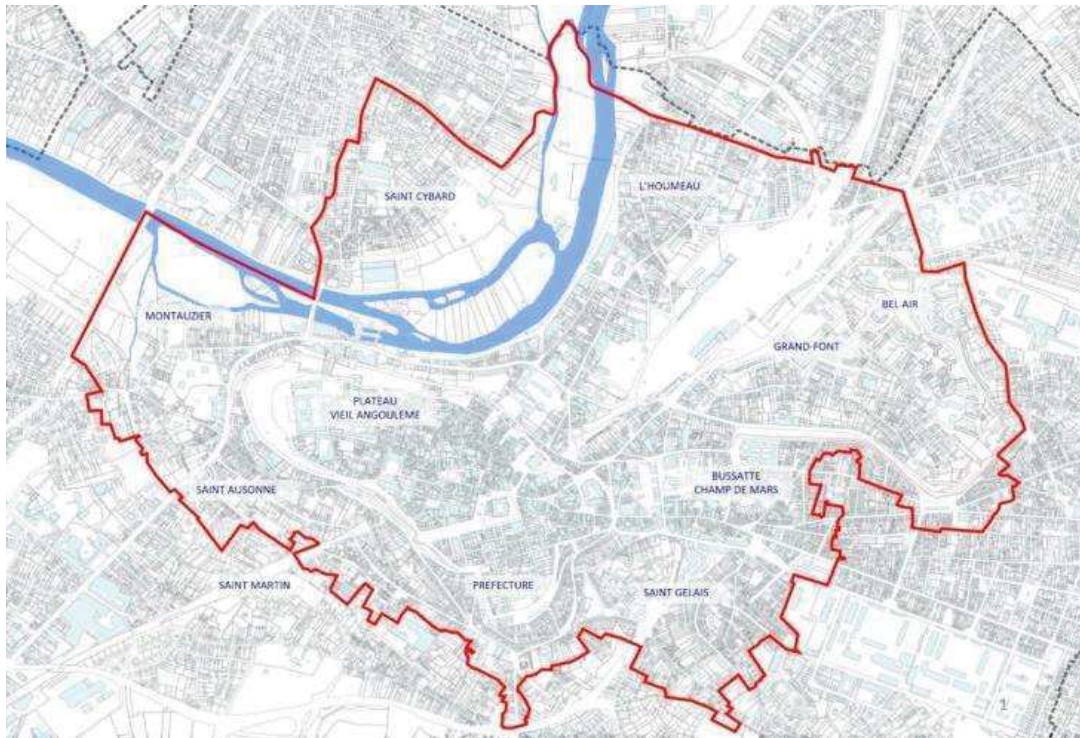 SAINT CYBARD
L'HOUMEAU
MONTAUZIER
BEL AIR
GRAND-FONT
PLATEAU
VIEIL ANGOULEME
BUSSATTE
CHAMP DE MARS
SAINT AUSONNE
SAINT MARTIN
PREFECTURE
SAINT GELAIS
1